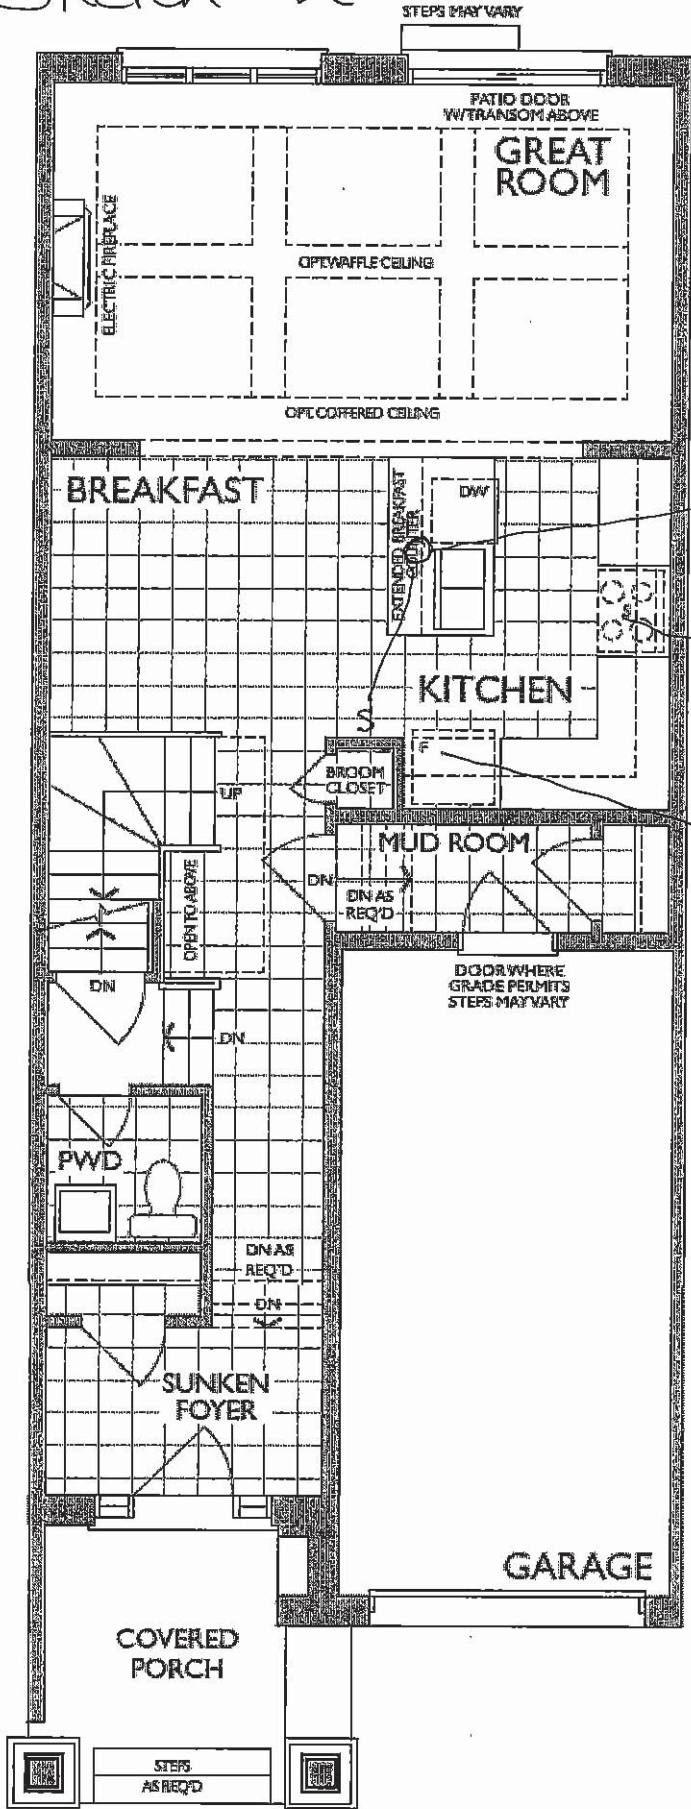 STEPS MAY VARY
PATIO DOOR
W/TRANSOM ABOVE
GREAT
ROOM
ELECTRIC FIREPLACE
OPT.WAFFLE CEILING
OPT. COFFERED CEILING
BREAKFAST
EXTENDED BREAKFAST
DW
KITCHEN
S
F
BROOM
CLOSET
UP
MUD ROOM
DN
DN AS
REQ'D
OPEN TO ABOVE
DOOR WHERE
GRADE PERMITS
STEPS MAY VARY
DN
DN
PWD
DN AS
REQ'D
DN
SUNKEN
FOYER
GARAGE
COVERED
PORCH
STEPS
AS REQ'D